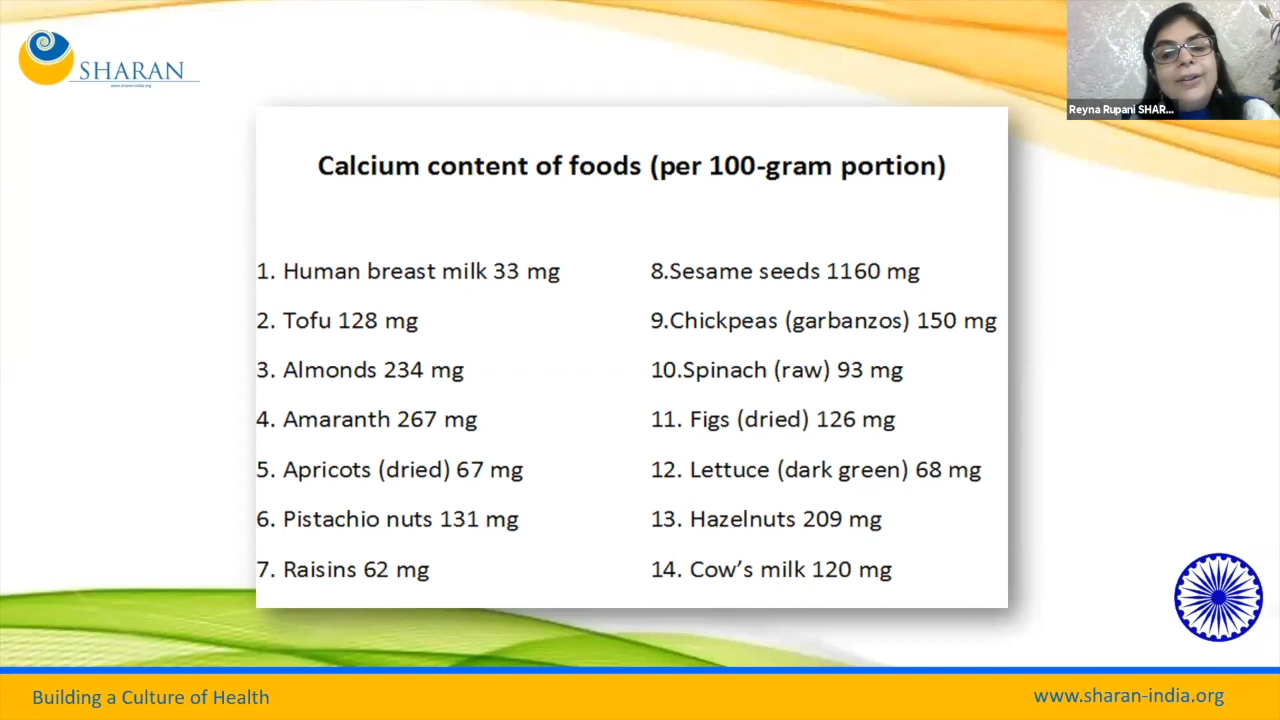 SHARAN
www.sharan-india.org
Reyna Rupani SHAR...
Calcium content of foods (per 100-gram portion)
1. Human breast milk 33 mg
2. Tofu 128 mg
3. Almonds 234 mg
4. Amaranth 267 mg
5. Apricots (dried) 67 mg
6. Pistachio nuts 131 mg
7. Raisins 62 mg
8.Sesame seeds 1160 mg
9.Chickpeas (garbanzos) 150 mg
10.Spinach (raw) 93 mg
11. Figs (dried) 126 mg
12. Lettuce (dark green) 68 mg
13. Hazelnuts 209 mg
14. Cow’s milk 120 mg
Building a Culture of Health
www.sharan-india.org